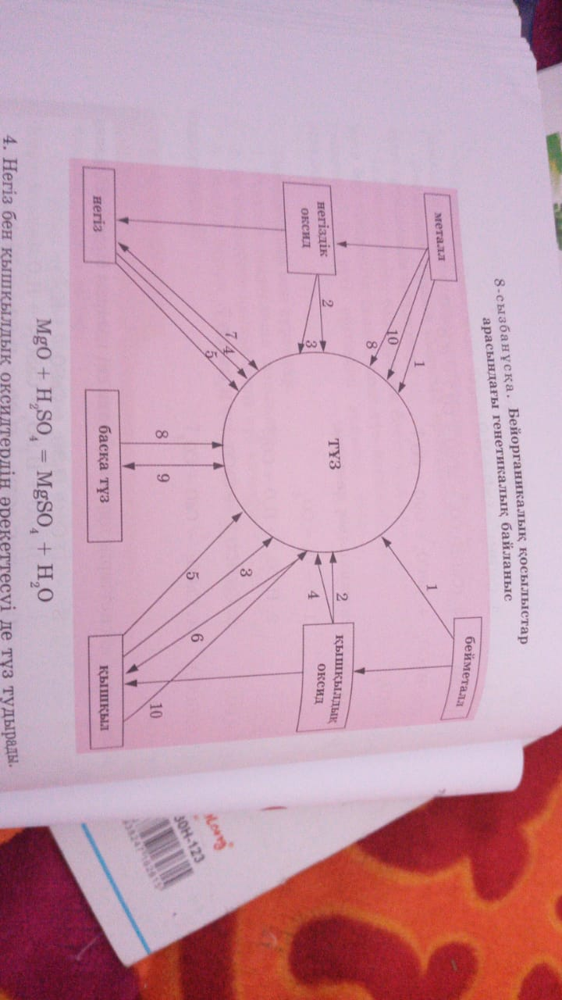 8-сызбанұсқа. Бейорганикалық қосылыстар
арасындағы генетикалық байланыс
металл
бейметалл
1
10
8
1
негіздік
оксид
2
3
ТҰЗ
2
4
қышқылдық
оксид
7
4
5
8
9
5
3
6
10
негіз
басқа тұз
қышқыл
MgO + H₂SO₄ = MgSO₄ + H₂O
4. Негіз бен қышқылдық оксидтердің әрекеттесуі де тұз тудырады.
30Н-123